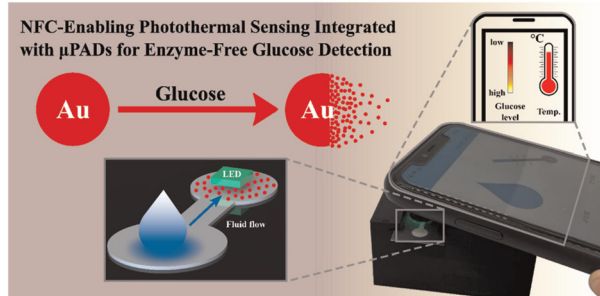 NFC-Enabling Photothermal Sensing Integrated
with µPADs for Enzyme-Free Glucose Detection
Au
Glucose
Au
low
high
Glucose
level
°C
Temp.
LED
Fluid flow